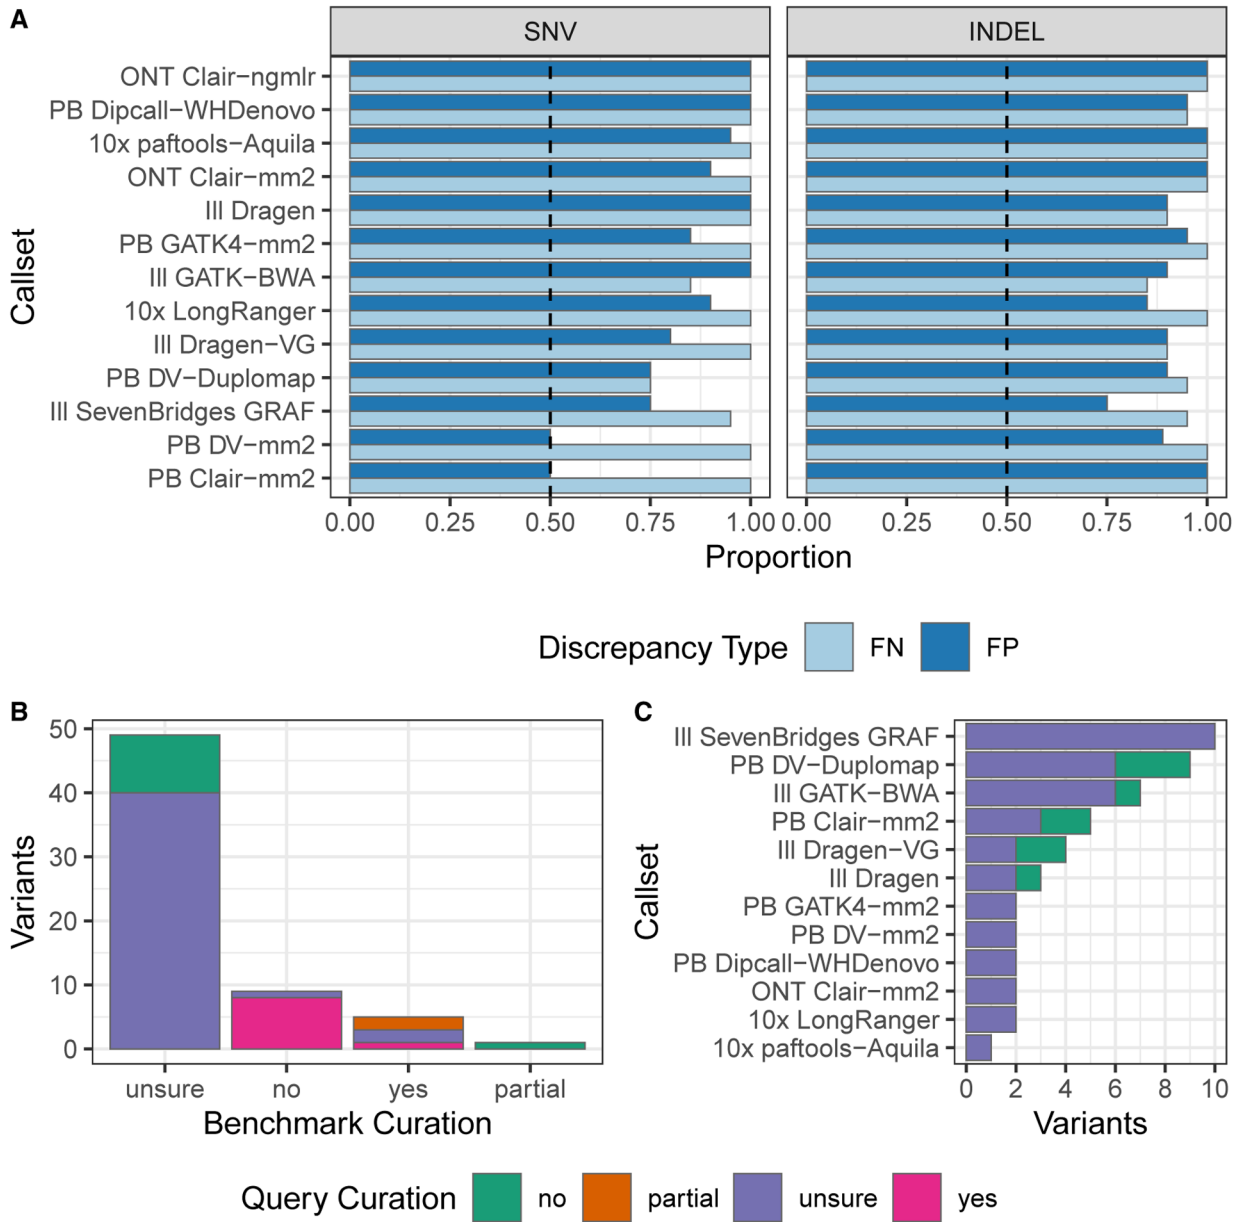 A
SNV
INDEL
Callset
ONT Clair−ngmlr
PB Dipcall−WHDenovo
10x paftools−Aquila
ONT Clair−mm2
Ill Dragen
PB GATK4−mm2
Ill GATK−BWA
10x LongRanger
Ill Dragen−VG
PB DV−Duplomap
Ill SevenBridges GRAF
PB DV−mm2
PB Clair−mm2
0.00 0.25 0.50 0.75 1.00 0.00 0.25 0.50 0.75 1.00
Proportion
Discrepancy Type FN FP
B
Variants
50
40
30
20
10
0
unsure no yes partial
Benchmark Curation
C
Callset
Ill SevenBridges GRAF
PB DV−Duplomap
Ill GATK−BWA
PB Clair−mm2
Ill Dragen−VG
Ill Dragen
PB GATK4−mm2
PB DV−mm2
PB Dipcall−WHDenovo
ONT Clair−mm2
10x LongRanger
10x paftools−Aquila
0 2 4 6 8 10
Variants
Query Curation no partial unsure yes